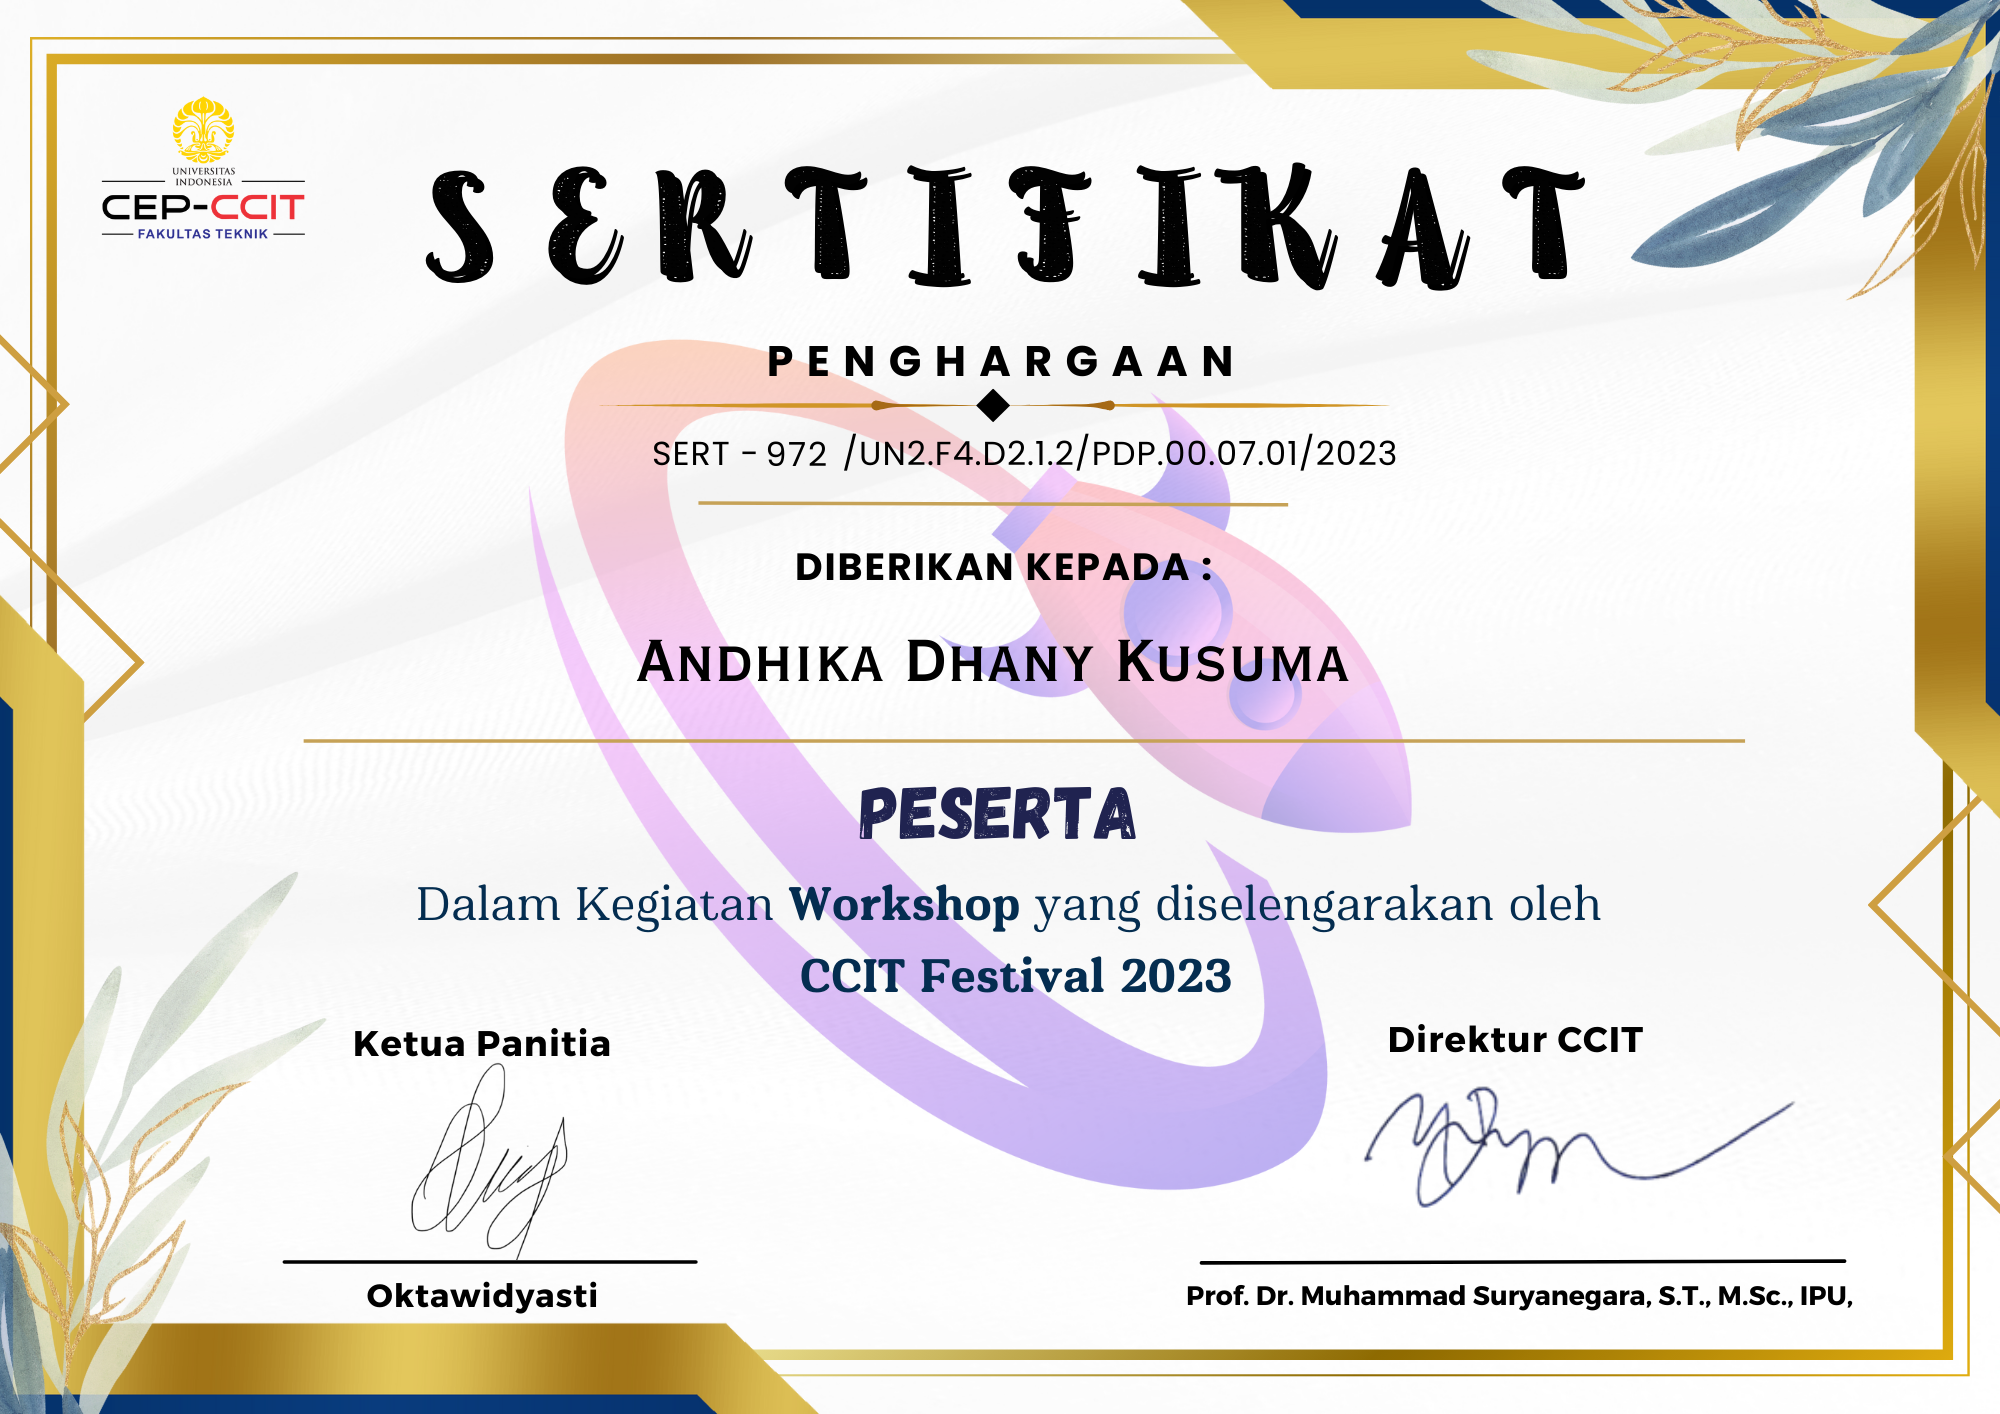 UNIVERSITAS
INDONESIA
CEP-CCIT
FAKULTAS TEKNIK
SERTIFIKAT
PENGHARGAAN
SERT - 972 /UN2.F4.D2.1.2/PDP.00.07.01/2023
DIBERIKAN KEPADA :
Andhika Dhany Kusuma
PESERTA
Dalam Kegiatan Workshop yang diselengarakan oleh
CCIT Festival 2023
Ketua Panitia
Direktur CCIT
Oktawidyasti
Prof. Dr. Muhammad Suryanegara, S.T., M.Sc., IPU,